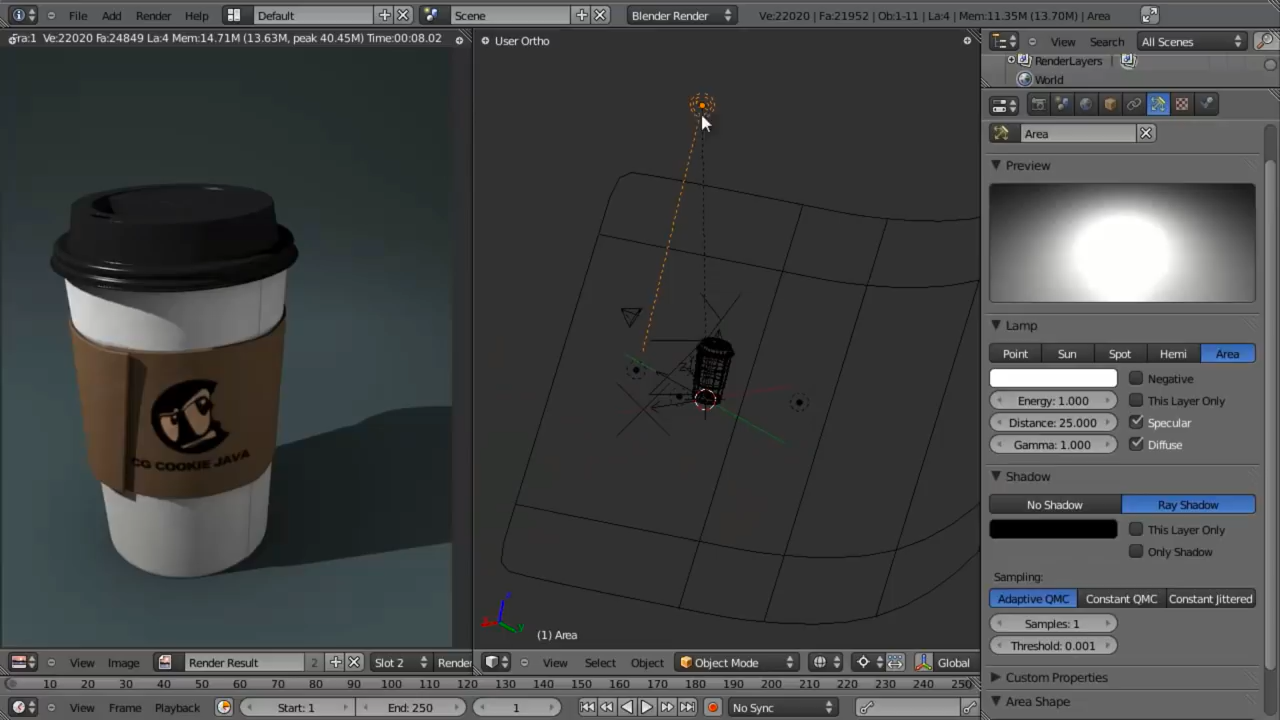 File Add Render Help Default Scene Blender Render Ve:22020 | Fa:21952 | Ob:1-11 | La:4 | Mem:11.35M (13.70M) | Area
Fra:1 Ve:22020 Fa:24849 La:4 Mem:14.71M (13.63M, peak 40.45M) Time:00:08.02
User Ortho
View Search All Scenes
RenderLayers
World
Area
Preview
Lamp
Point Sun Spot Hemi Area
Negative
Energy: 1.000 This Layer Only
Distance: 25.000 Specular
Gamma: 1.000 Diffuse
Shadow
No Shadow Ray Shadow
This Layer Only
Only Shadow
Sampling:
Adaptive QMC Constant QMC Constant Jittered
Samples: 1
Threshold: 0.001
Custom Properties
Area Shape
CG COOKIE JAVA
(1) Area
View Image Render Result 2 Slot 2 Render
View Select Object Object Mode Global
10 20 30 40 50 60 70 80 90 100 110 120 130 140 150 160 170 180 190 200 210 220 230 240 250
View Frame Playback Start: 1 End: 250 1 No Sync